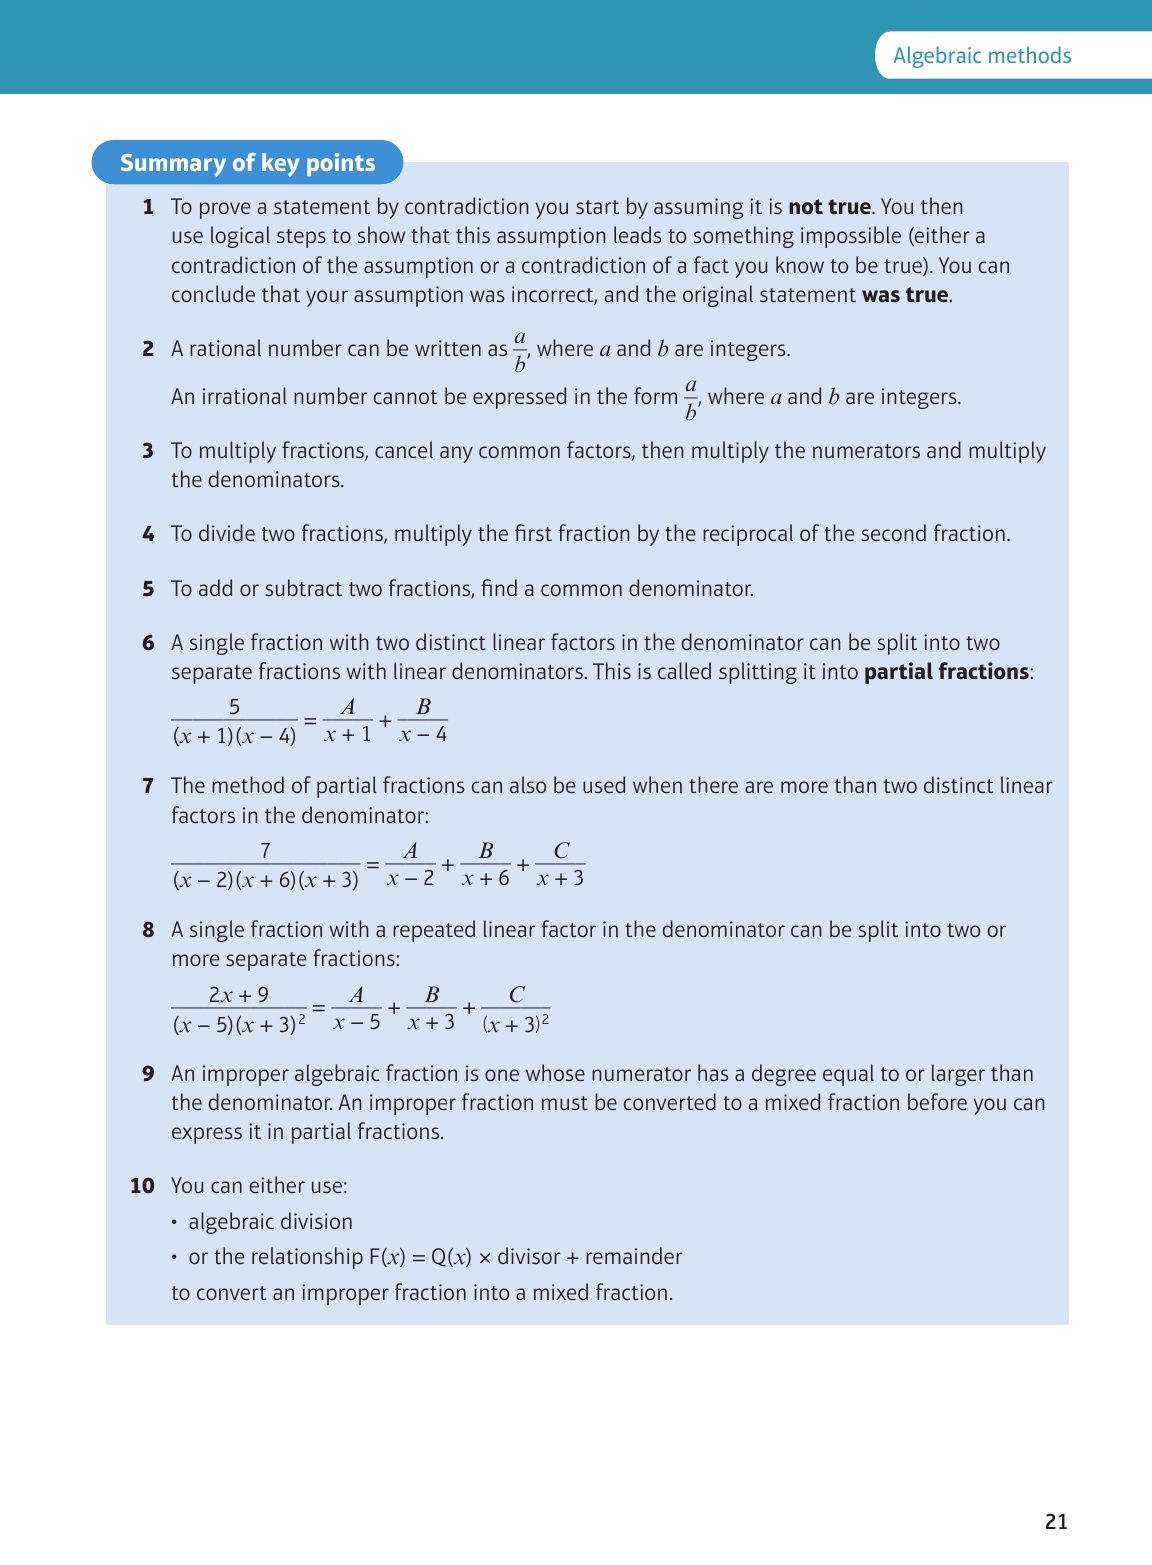 Algebraic methods
Summary of key points
1 To prove a statement by contradiction you start by assuming it is not true. You then
use logical steps to show that this assumption leads to something impossible (either a
contradiction of the assumption or a contradiction of a fact you know to be true). You can
conclude that your assumption was incorrect, and the original statement was true.
2 A rational number can be written as a/b, where a and b are integers.
An irrational number cannot be expressed in the form a/b, where a and b are integers.
3 To multiply fractions, cancel any common factors, then multiply the numerators and multiply
the denominators.
4 To divide two fractions, multiply the first fraction by the reciprocal of the second fraction.
5 To add or subtract two fractions, find a common denominator.
6 A single fraction with two distinct linear factors in the denominator can be split into two
separate fractions with linear denominators. This is called splitting it into partial fractions:
5/((x + 1)(x − 4)) = A/(x + 1) + B/(x − 4)
7 The method of partial fractions can also be used when there are more than two distinct linear
factors in the denominator:
7/((x − 2)(x + 6)(x + 3)) = A/(x − 2) + B/(x + 6) + C/(x + 3)
8 A single fraction with a repeated linear factor in the denominator can be split into two or
more separate fractions:
(2x + 9)/((x − 5)(x + 3)²) = A/(x − 5) + B/(x + 3) + C/(x + 3)²
9 An improper algebraic fraction is one whose numerator has a degree equal to or larger than
the denominator. An improper fraction must be converted to a mixed fraction before you can
express it in partial fractions.
10 You can either use:
• algebraic division
• or the relationship F(x) = Q(x) × divisor + remainder
to convert an improper fraction into a mixed fraction.
21